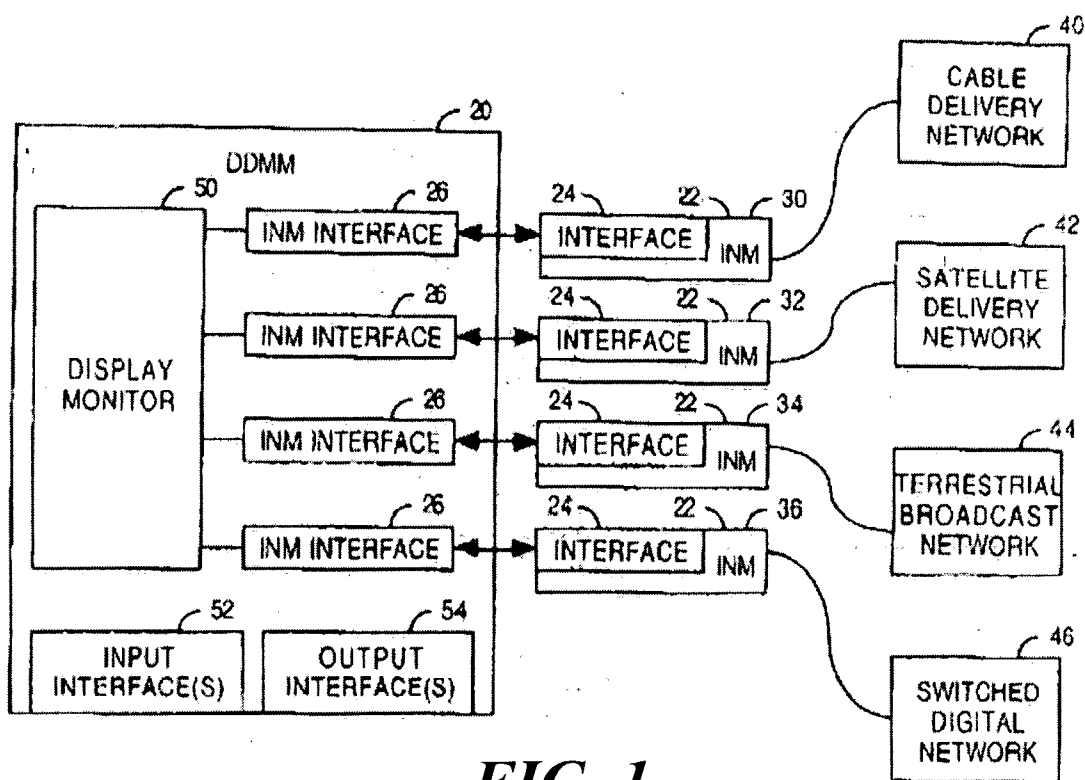 40
CABLE
DELIVERY
NETWORK
20
DDMM
50
26
24
22
30
INM INTERFACE
INTERFACE
INM
42
SATELLITE
DELIVERY
NETWORK
26
24
22
32
INM INTERFACE
INTERFACE
INM
DISPLAY
MONITOR
26
24
22
34
INM INTERFACE
INTERFACE
INM
44
TERRESTRIAL
BROADCAST
NETWORK
26
24
22
36
INM INTERFACE
INTERFACE
INM
52
54
INPUT
INTERFACE(S)
OUTPUT
INTERFACE(S)
46
SWITCHED
DIGITAL
NETWORK
FIG. 1